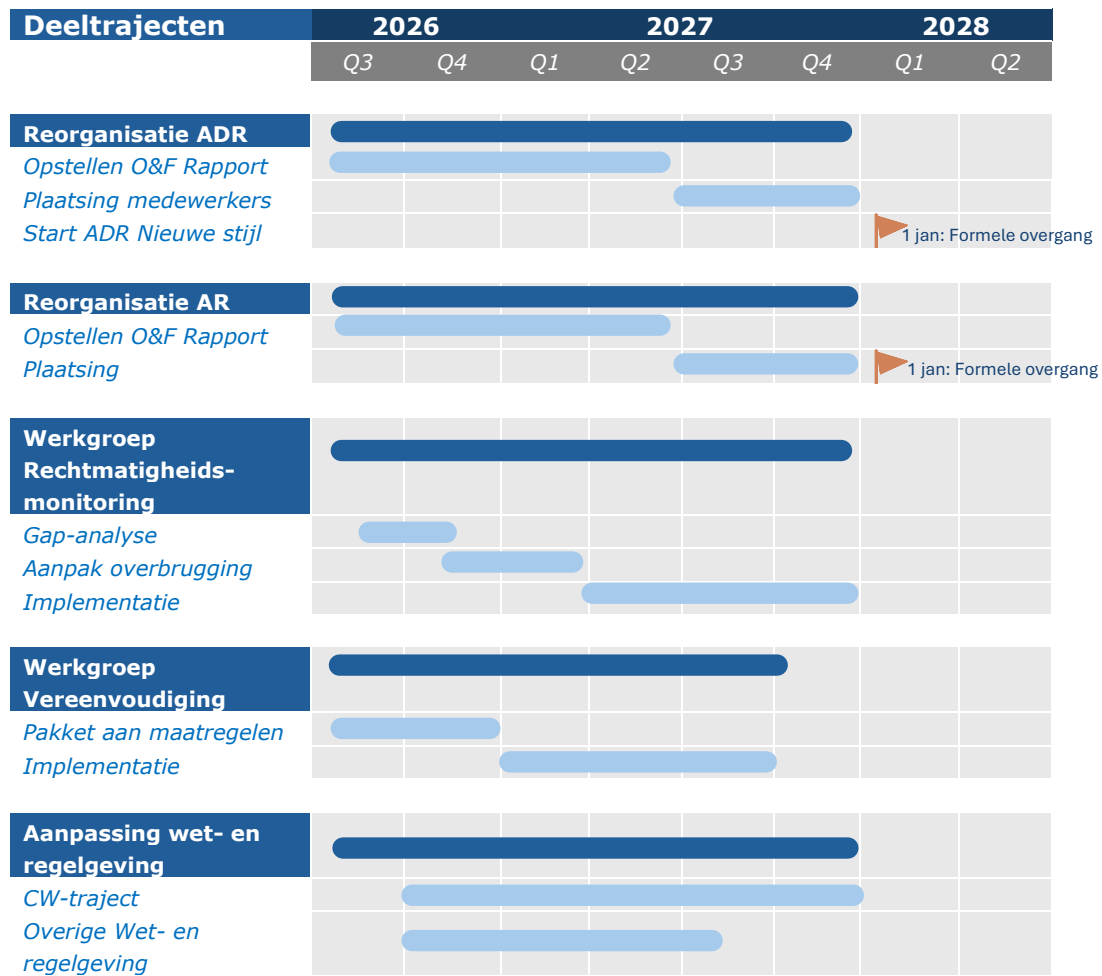 Deeltrajecten 2026 2027 2028
Q3 Q4 Q1 Q2 Q3 Q4 Q1 Q2
Reorganisatie ADR
Opstellen O&F Rapport
Plaatsing medewerkers
Start ADR Nieuwe stijl 1 jan: Formele overgang
Reorganisatie AR
Opstellen O&F Rapport
Plaatsing 1 jan: Formele overgang
Werkgroep
Rechtmatigheids-
monitoring
Gap-analyse
Aanpak overbrugging
Implementatie
Werkgroep
Vereenvoudiging
Pakket aan maatregelen
Implementatie
Aanpassing wet- en
regelgeving
CW-traject
Overige Wet- en
regelgeving